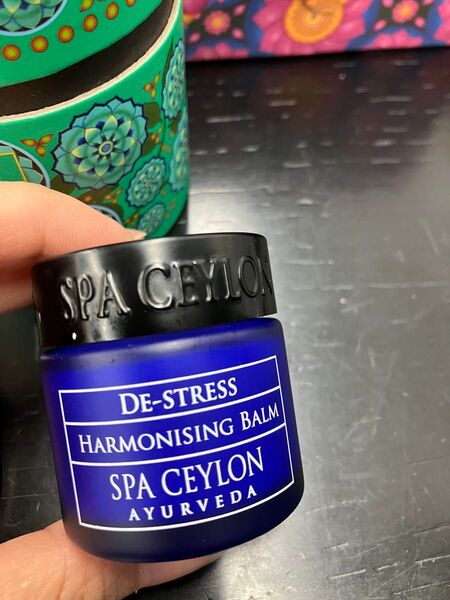 SPA CEYLON
DE-STRESS
HARMONISING BALM
SPA CEYLON
AYURVEDA